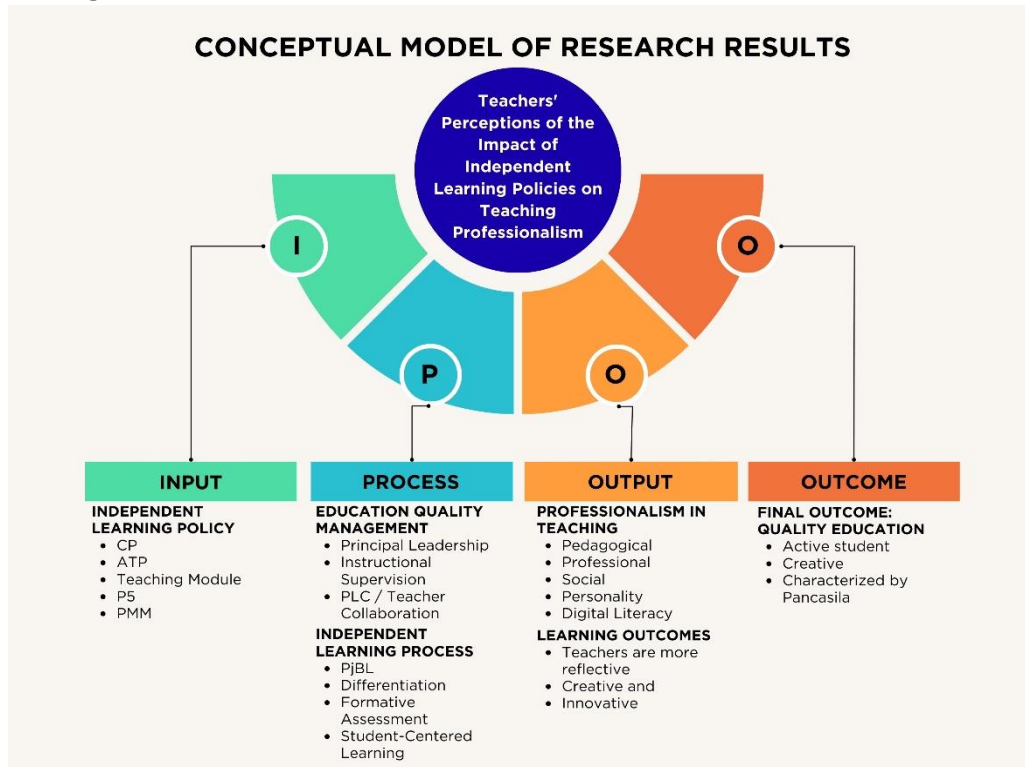 CONCEPTUAL MODEL OF RESEARCH RESULTS
Teachers'
Perceptions of the
Impact of
Independent
Learning Policies on
Teaching
Professionalism
I
P
O
O
INPUT
INDEPENDENT
LEARNING POLICY
• CP
• ATP
• Teaching Module
• P5
• PMM
PROCESS
EDUCATION QUALITY
MANAGEMENT
• Principal Leadership
• Instructional
Supervision
• PLC / Teacher
Collaboration
INDEPENDENT
LEARNING PROCESS
• PjBL
• Differentiation
• Formative
Assessment
• Student-Centered
Learning
OUTPUT
PROFESSIONALISM IN
TEACHING
• Pedagogical
• Professional
• Social
• Personality
• Digital Literacy
LEARNING OUTCOMES
• Teachers are more
reflective
• Creative and
• Innovative
OUTCOME
FINAL OUTCOME:
QUALITY EDUCATION
• Active student
• Creative
• Characterized by
Pancasila